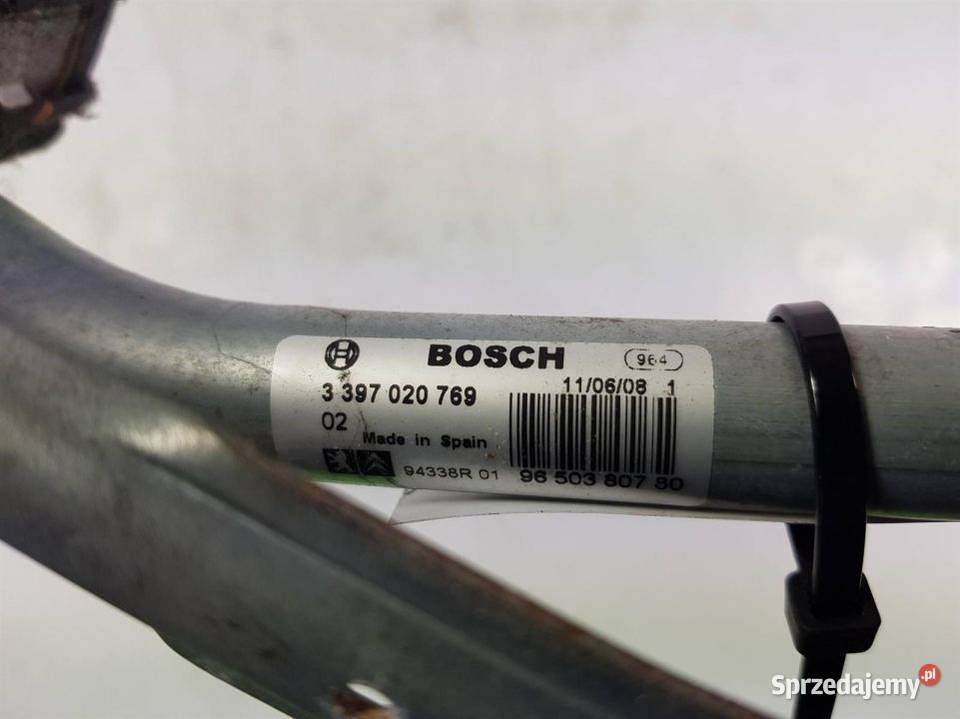 BOSCH 964
3 397 020 769 11/06/08 1
02
Made in Spain
94338R 01 96 503 807 80
Sprzedajemy.pl